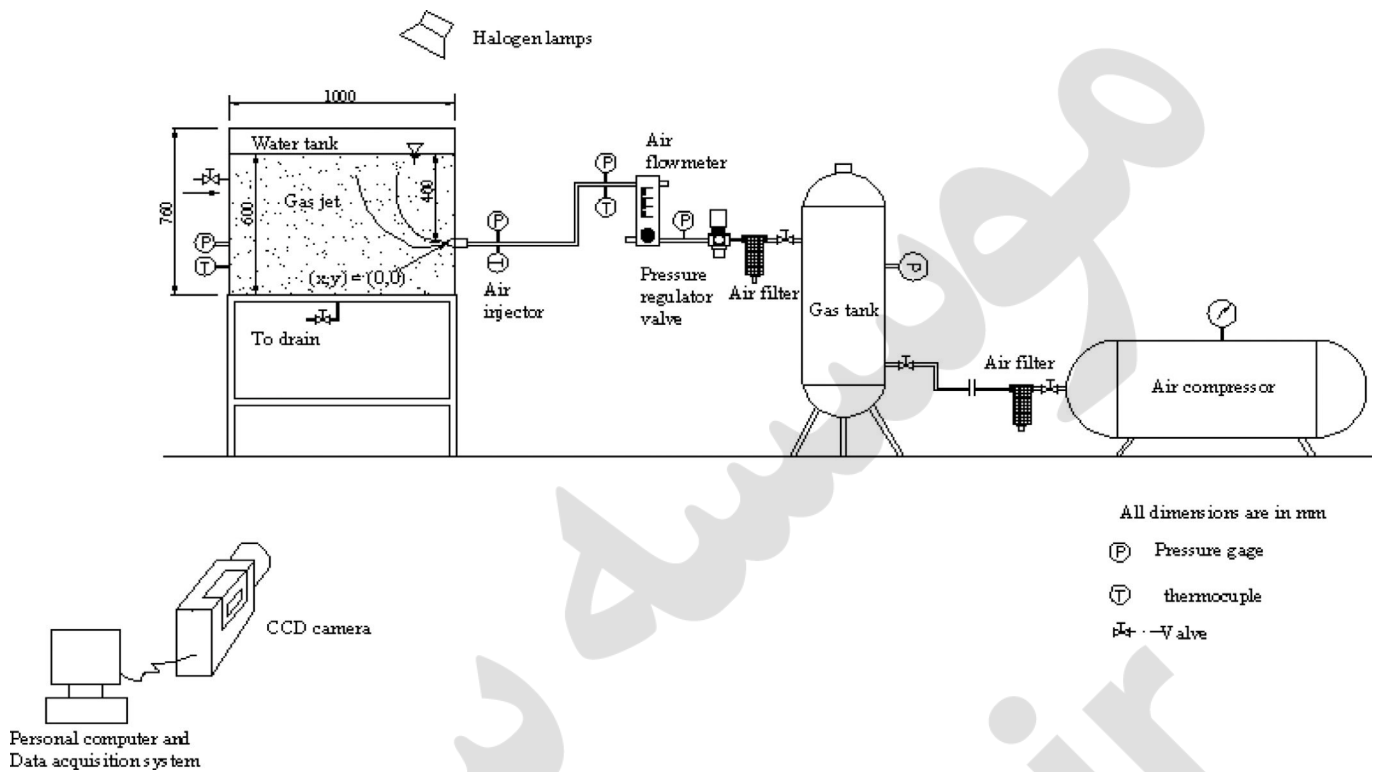 Halogen lamps
1000
Water tank
Air
flowmeter
P
P
T
760
600
400
Gas jet
P
T
(x,y) = (0,0)
P
T
Air
injector
P
Pressure
regulator
valve
Air filter
Gas tank
P
To drain
Air filter
Air compressor
All dimensions are in mm
P Pressure gage
T thermocuple
Valve
CCD camera
Personal computer and
Data acquisition system
موسسه
ir